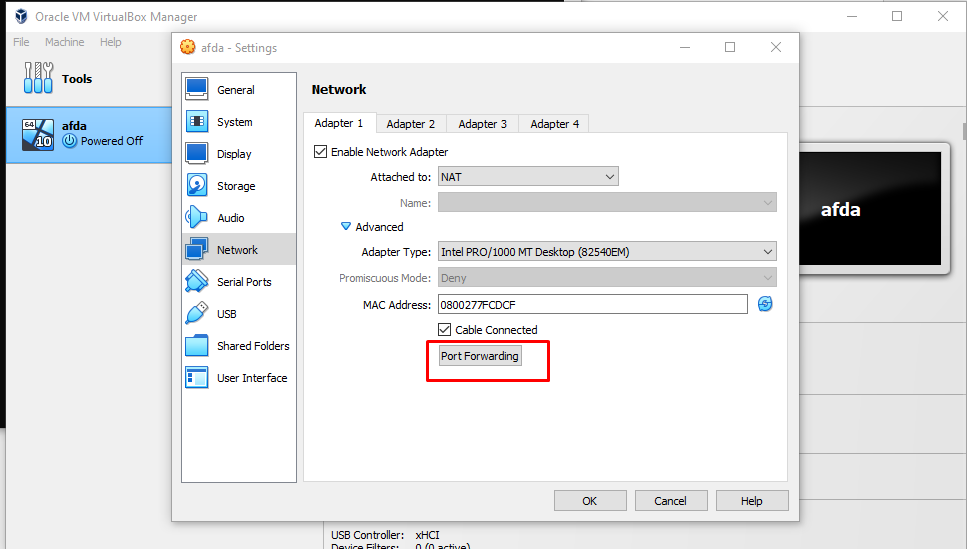 Oracle VM VirtualBox Manager
File Machine Help
Tools
64
10
afda
Powered Off
afda - Settings
General
System
Display
Storage
Audio
Network
Serial Ports
USB
Shared Folders
User Interface
Network
Adapter 1 Adapter 2 Adapter 3 Adapter 4
Enable Network Adapter
Attached to: NAT
Name:
Advanced
Adapter Type: Intel PRO/1000 MT Desktop (82540EM)
Promiscuous Mode: Deny
MAC Address: 0800277FCDCF
Cable Connected
Port Forwarding
OK Cancel Help
afda
USB Controller: xHCI
Device Filters: 0 (0 active)